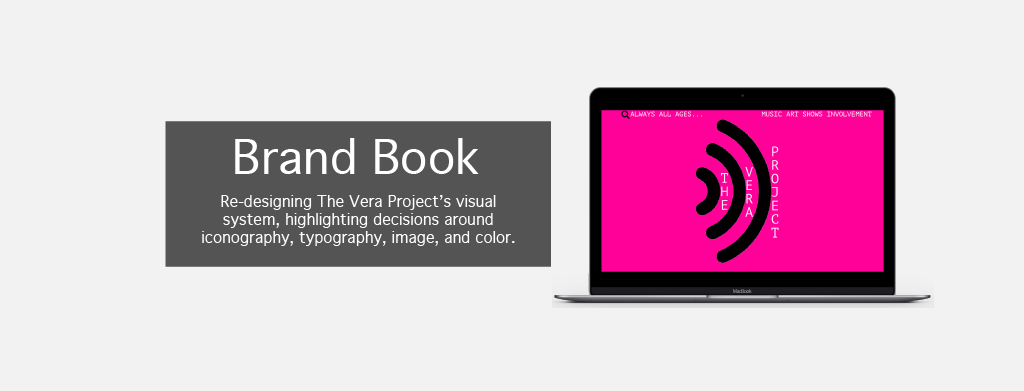 Brand Book
Re-designing The Vera Project’s visual
system, highlighting decisions around
iconography, typography, image, and color.
ALWAYS ALL AGES...
MUSIC ART SHOWS INVOLVEMENT
THE
VERA
PROJECT
MacBook